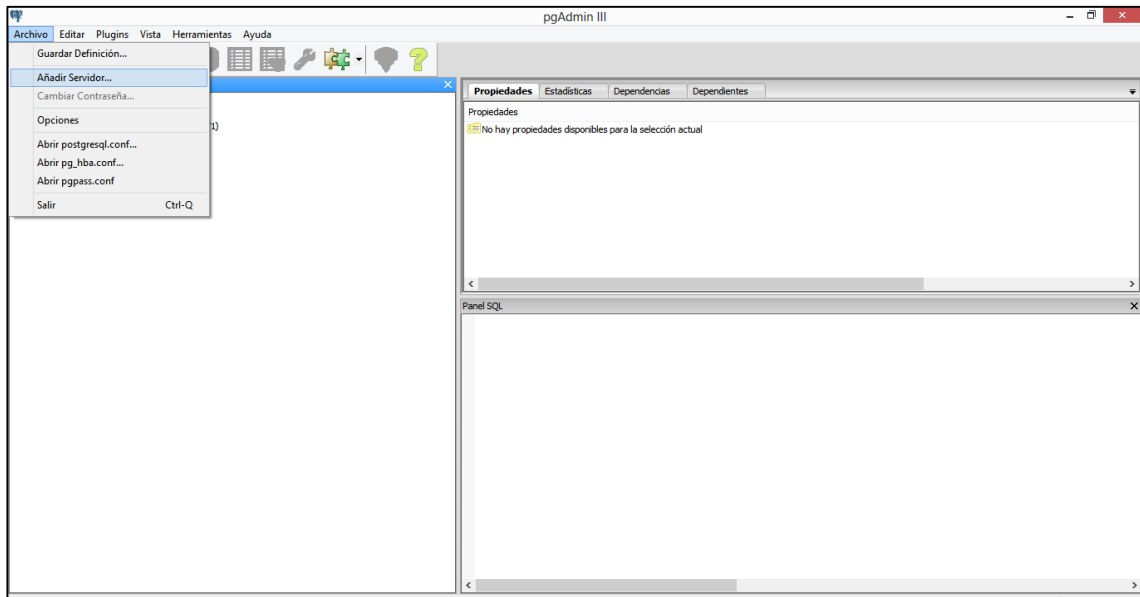 pgAdmin III
Archivo Editar Plugins Vista Herramientas Ayuda
Guardar Definición...
Añadir Servidor...
Cambiar Contraseña...
Opciones
Abrir postgresql.conf...
Abrir pg_hba.conf...
Abrir pgpass.conf
Salir Ctrl-Q
1)
Propiedades Estadísticas Dependencias Dependientes
Propiedades
No hay propiedades disponibles para la selección actual
Panel SQL